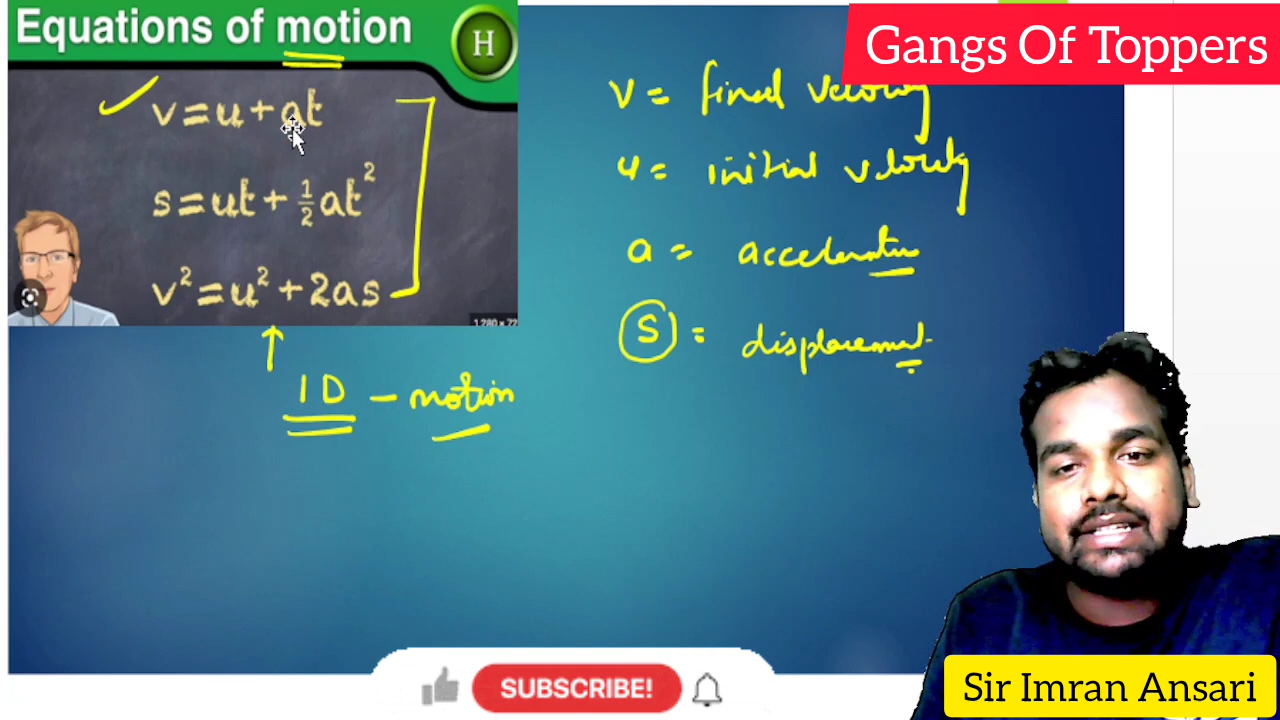 Equations of motion
H
Gangs Of Toppers
v=u+at
s=ut+½at²
v²=u²+2as
1D - motion
v = final velocity
u = initial velocity
a = acceleration
S = displacement
SUBSCRIBE!
Sir Imran Ansari